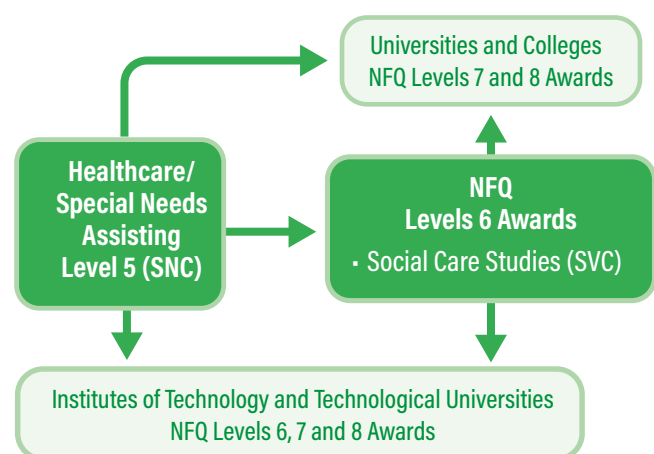 Universities and Colleges
NFQ Levels 7 and 8 Awards
Healthcare/
Special Needs
Assisting
Level 5 (SNC)
NFQ
Levels 6 Awards
· Social Care Studies (SVC)
Institutes of Technology and Technological Universities
NFQ Levels 6, 7 and 8 Awards